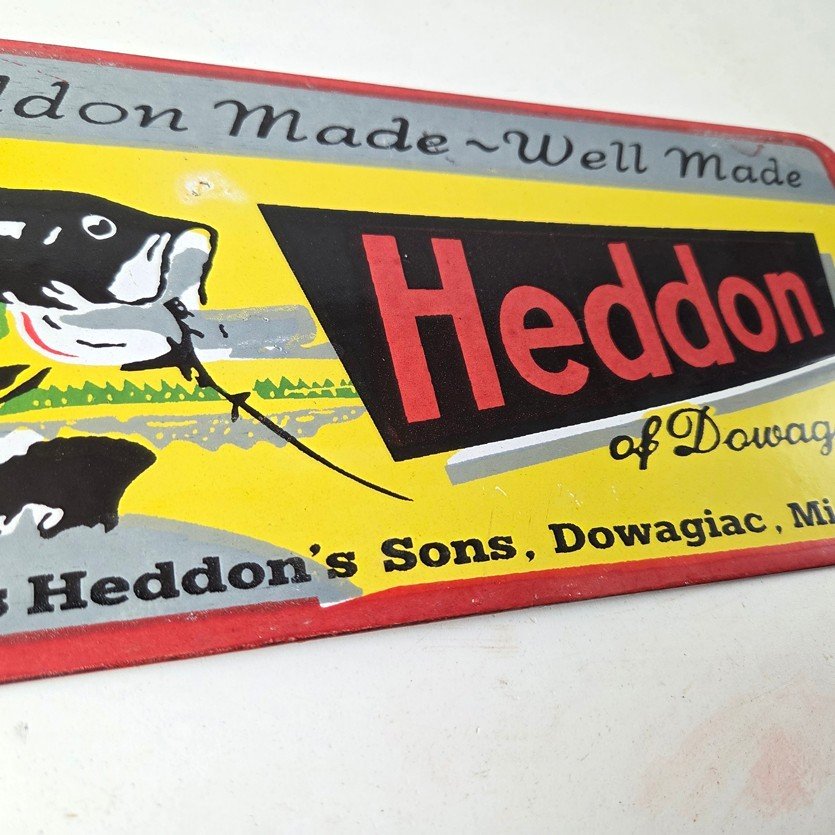 ddon Made ~ Well Made
Heddon
of Dowag
s Heddon's Sons, Dowagiac, Mi